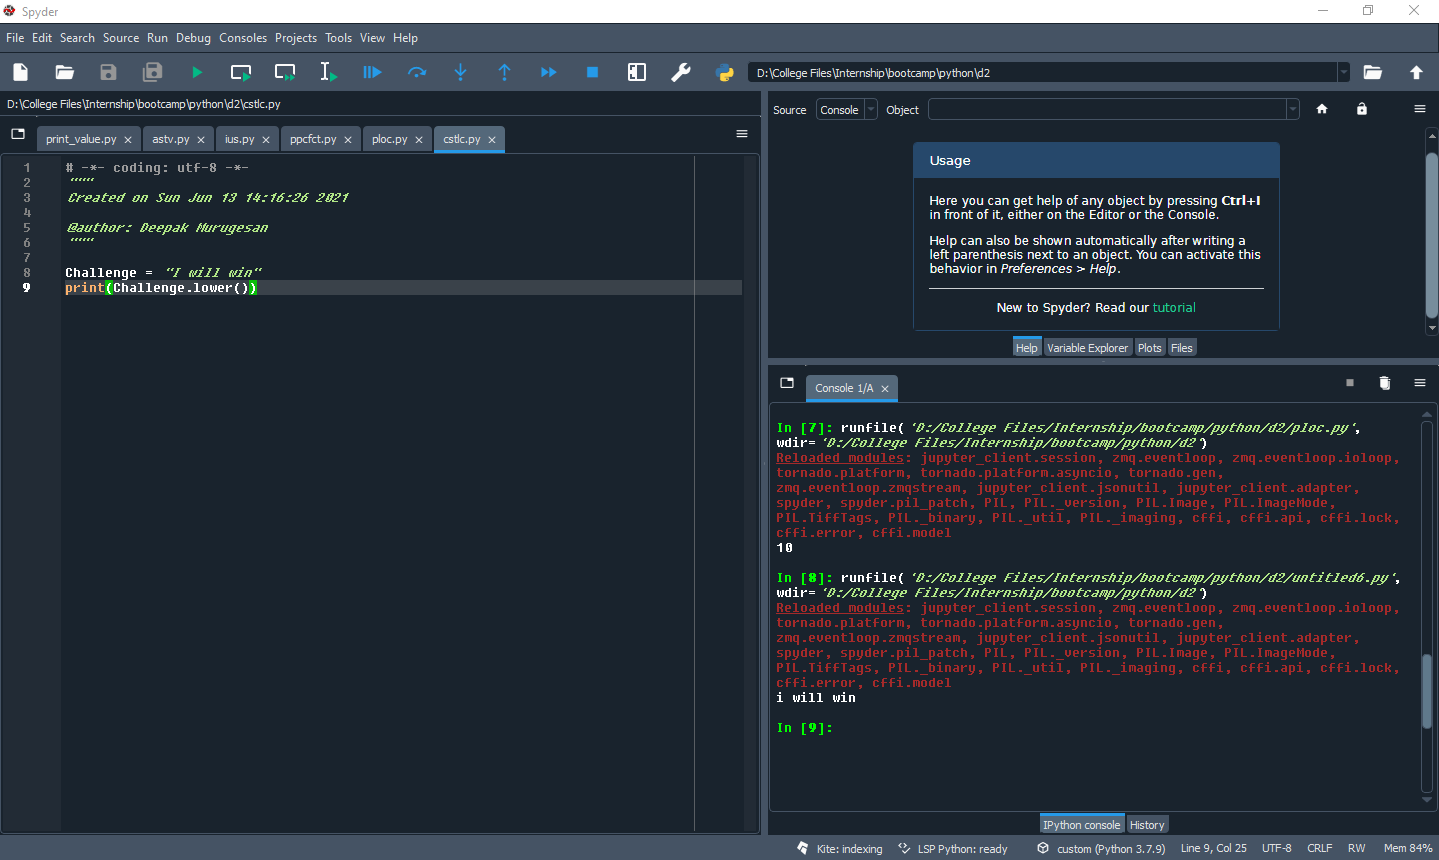 Spyder
File Edit Search Source Run Debug Consoles Projects Tools View Help
D:\College Files\Internship\bootcamp\python\d2
D:\College Files\Internship\bootcamp\python\d2\cstlc.py
print_value.py astv.py ius.py ppcfct.py ploc.py cstlc.py
1 # -*- coding: utf-8 -*-
2 """
3 Created on Sun Jun 13 14:16:26 2021
4
5 @author: Deepak Murugesan
6 """
7
8 Challenge = "I will win"
9 print(Challenge.lower())
Source Console Object
Usage
Here you can get help of any object by pressing Ctrl+I
in front of it, either on the Editor or the Console.
Help can also be shown automatically after writing a
left parenthesis next to an object. You can activate this
behavior in Preferences > Help.
New to Spyder? Read our tutorial
Help Variable Explorer Plots Files
Console 1/A
In [7]: runfile('D:/College Files/Internship/bootcamp/python/d2/ploc.py',
wdir='D:/College Files/Internship/bootcamp/python/d2')
Reloaded modules: jupyter_client.session, zmq.eventloop, zmq.eventloop.ioloop,
tornado.platform, tornado.platform.asyncio, tornado.gen,
zmq.eventloop.zmqstream, jupyter_client.jsonutil, jupyter_client.adapter,
spyder, spyder.pil_patch, PIL, PIL._version, PIL.Image, PIL.ImageMode,
PIL.TiffTags, PIL._binary, PIL._util, PIL._imaging, cffi, cffi.api, cffi.lock,
cffi.error, cffi.model
10
In [8]: runfile('D:/College Files/Internship/bootcamp/python/d2/untitled6.py',
wdir='D:/College Files/Internship/bootcamp/python/d2')
Reloaded modules: jupyter_client.session, zmq.eventloop, zmq.eventloop.ioloop,
tornado.platform, tornado.platform.asyncio, tornado.gen,
zmq.eventloop.zmqstream, jupyter_client.jsonutil, jupyter_client.adapter,
spyder, spyder.pil_patch, PIL, PIL._version, PIL.Image, PIL.ImageMode,
PIL.TiffTags, PIL._binary, PIL._util, PIL._imaging, cffi, cffi.api, cffi.lock,
cffi.error, cffi.model
i will win
In [9]:
IPython console History
Kite: indexing LSP Python: ready custom (Python 3.7.9) Line 9, Col 25 UTF-8 CRLF RW Mem 84%